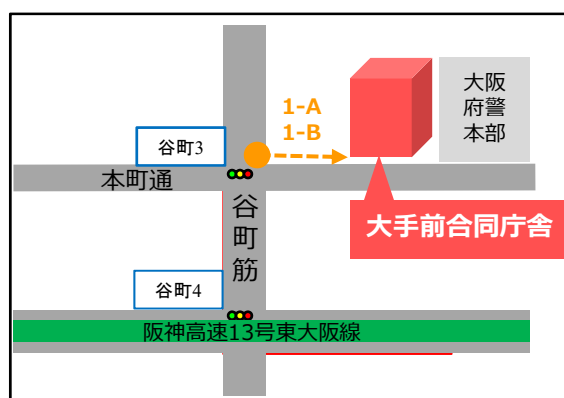 1-A
1-B
大阪
府警
本部
谷町3
本町通
谷町筋
大手前合同庁舎
谷町4
阪神高速13号東大阪線